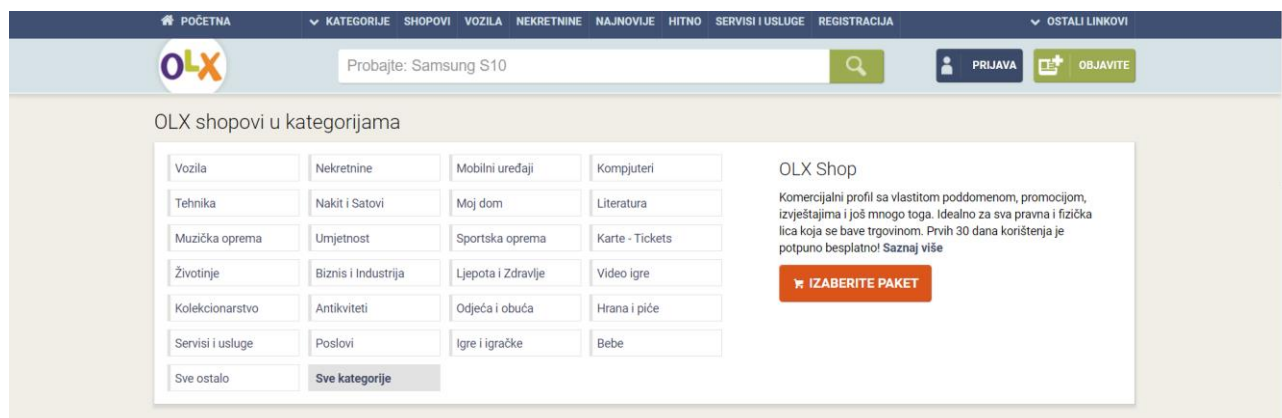 POČETNA KATEGORIJE SHOPOVI VOZILA NEKRETNINE NAJNOVIJE HITNO SERVISI I USLUGE REGISTRACIJA OSTALI LINKOVI
OLX Probajte: Samsung S10 PRIJAVA OBJAVITE
OLX shopovi u kategorijama
Vozila Nekretnine Mobilni uređaji Kompjuteri
Tehnika Nakit i Satovi Moj dom Literatura
Muzička oprema Umjetnost Sportska oprema Karte - Tickets
Životinje Biznis i Industrija Ljepota i Zdravlje Video igre
Kolekcionarstvo Antikviteti Odjeća i obuća Hrana i piće
Servisi i usluge Poslovi Igre i igračke Bebe
Sve ostalo Sve kategorije
OLX Shop
Komercijalni profil sa vlastitom poddomenom, promocijom,
izvještajima i još mnogo toga. Idealno za sva pravna i fizička
lica koja se bave trgovinom. Prvih 30 dana korištenja je
potpuno besplatno! Saznaj više
IZABERITE PAKET